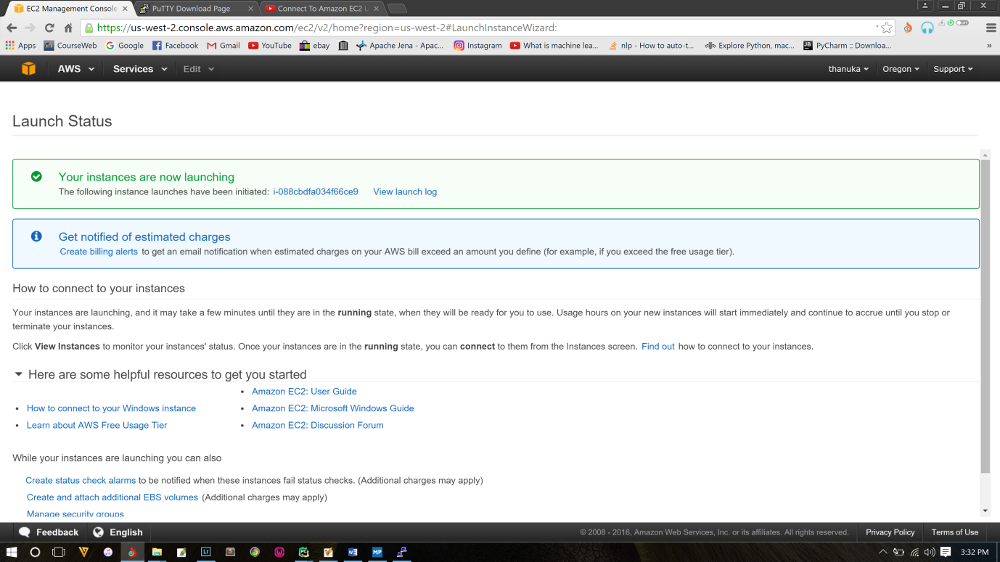 EC2 Management Console
PuTTY Download Page
Connect To Amazon EC2
https://us-west-2.console.aws.amazon.com/ec2/v2/home?region=us-west-2#LaunchInstanceWizard:
Apps CourseWeb Google Facebook Gmail YouTube ebay Apache Jena - Apac... Instagram What is machine lea... nlp - How to auto-t... Explore Python, mac... PyCharm :: Downloa... »
AWS Services Edit thanuka Oregon Support
Launch Status
Your instances are now launching
The following instance launches have been initiated: i-088cbdfa034f66ce9 View launch log
Get notified of estimated charges
Create billing alerts to get an email notification when estimated charges on your AWS bill exceed an amount you define (for example, if you exceed the free usage tier).
How to connect to your instances
Your instances are launching, and it may take a few minutes until they are in the running state, when they will be ready for you to use. Usage hours on your new instances will start immediately and continue to accrue until you stop or
terminate your instances.
Click View Instances to monitor your instances' status. Once your instances are in the running state, you can connect to them from the Instances screen. Find out how to connect to your instances.
Here are some helpful resources to get you started
• Amazon EC2: User Guide
• How to connect to your Windows instance • Amazon EC2: Microsoft Windows Guide
• Learn about AWS Free Usage Tier • Amazon EC2: Discussion Forum
While your instances are launching you can also
Create status check alarms to be notified when these instances fail status checks. (Additional charges may apply)
Create and attach additional EBS volumes (Additional charges may apply)
Manage security groups
Feedback English © 2008 - 2016, Amazon Web Services, Inc. or its affiliates. All rights reserved. Privacy Policy Terms of Use
Lr MP 3:32 PM